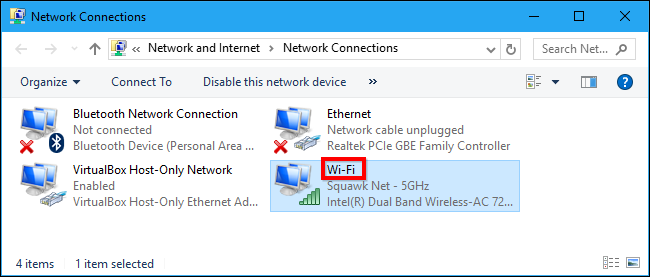 Network Connections
Network and Internet > Network Connections
Search Net...
Organize Connect To Disable this network device »
Bluetooth Network Connection
Not connected
Bluetooth Device (Personal Area ...
Ethernet
Network cable unplugged
Realtek PCIe GBE Family Controller
VirtualBox Host-Only Network
Enabled
VirtualBox Host-Only Ethernet Ad...
Wi-Fi
Squawk Net - 5GHz
Intel(R) Dual Band Wireless-AC 72...
4 items 1 item selected